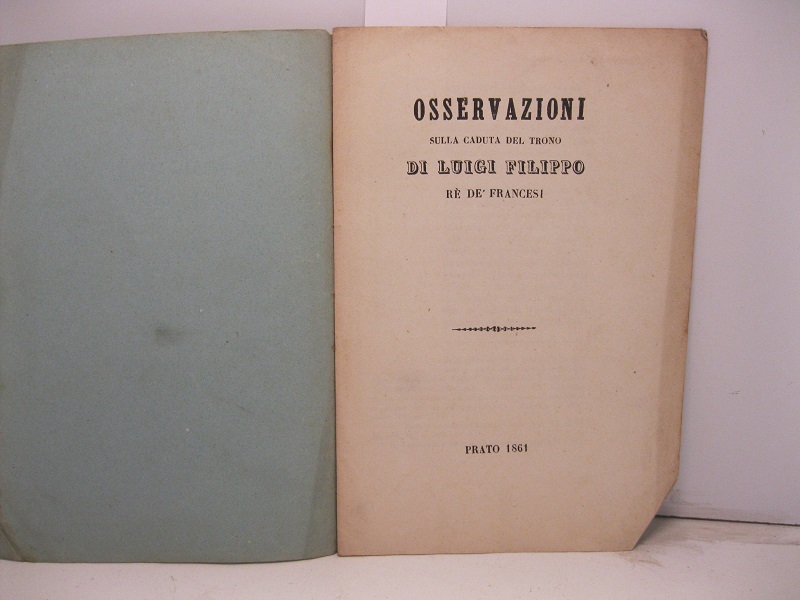 OSSERVAZIONI
SULLA CADUTA DEL TRONO
DI LUIGI FILIPPO
RÈ DE' FRANCESI
PRATO 1861